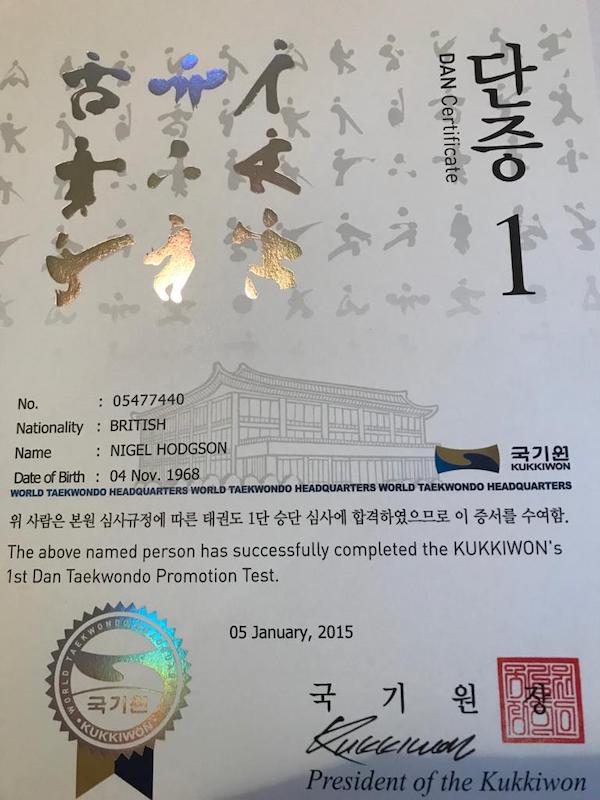 단증
DAN Certificate
1
No. : 05477440
Nationality : BRITISH
Name : NIGEL HODGSON
Date of Birth : 04 Nov. 1968
국기원
KUKKIWON
WORLD TAEKWONDO HEADQUARTERS WORLD TAEKWONDO HEADQUARTERS WORLD TAEKWONDO HEADQUARTERS
위 사람은 본원 심사규정에 따른 태권도 1단 승단 심사에 합격하였으므로 이 증서를 수여함.
The above named person has successfully completed the KUKKIWON's
1st Dan Taekwondo Promotion Test.
05 January, 2015
WORLD TAEKWONDO
국기원
• KUKKIWON •
국 기 원 장
Kukkiwon
President of the Kukkiwon